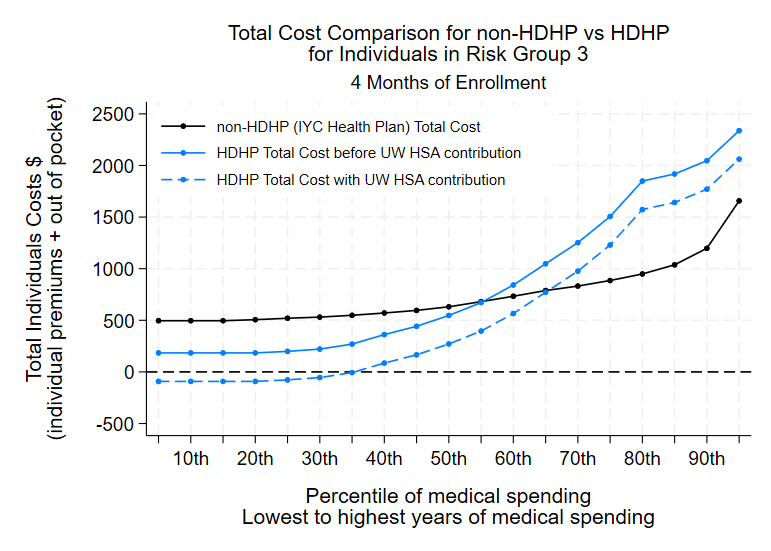 Total Cost Comparison for non-HDHP vs HDHP
for Individuals in Risk Group 3
4 Months of Enrollment
Total Individuals Costs $
(individual premiums + out of pocket)
2500
2000
1500
1000
500
0
-500
non-HDHP (IYC Health Plan) Total Cost
HDHP Total Cost before UW HSA contribution
HDHP Total Cost with UW HSA contribution
10th 20th 30th 40th 50th 60th 70th 80th 90th
Percentile of medical spending
Lowest to highest years of medical spending